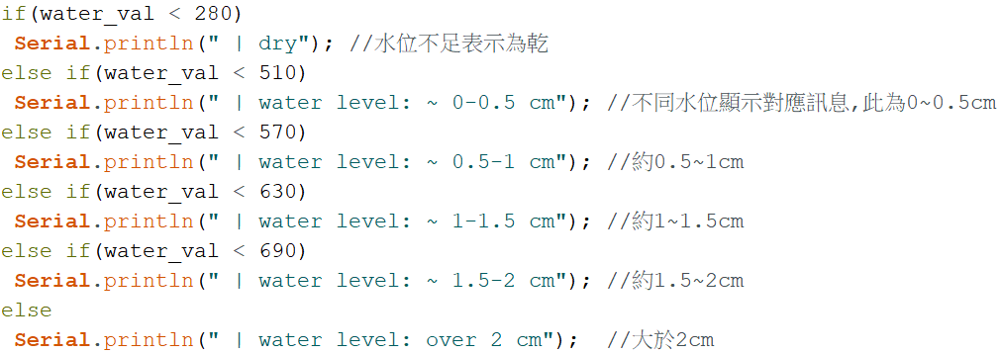 if(water_val < 280)
 Serial.println(" | dry"); //水位不足表示為乾
else if(water_val < 510)
 Serial.println(" | water level: ~ 0-0.5 cm"); //不同水位顯示對應訊息,此為0~0.5cm
else if(water_val < 570)
 Serial.println(" | water level: ~ 0.5-1 cm"); //約0.5~1cm
else if(water_val < 630)
 Serial.println(" | water level: ~ 1-1.5 cm"); //約1~1.5cm
else if(water_val < 690)
 Serial.println(" | water level: ~ 1.5-2 cm"); //約1.5~2cm
else
 Serial.println(" | water level: over 2 cm");  //大於2cm